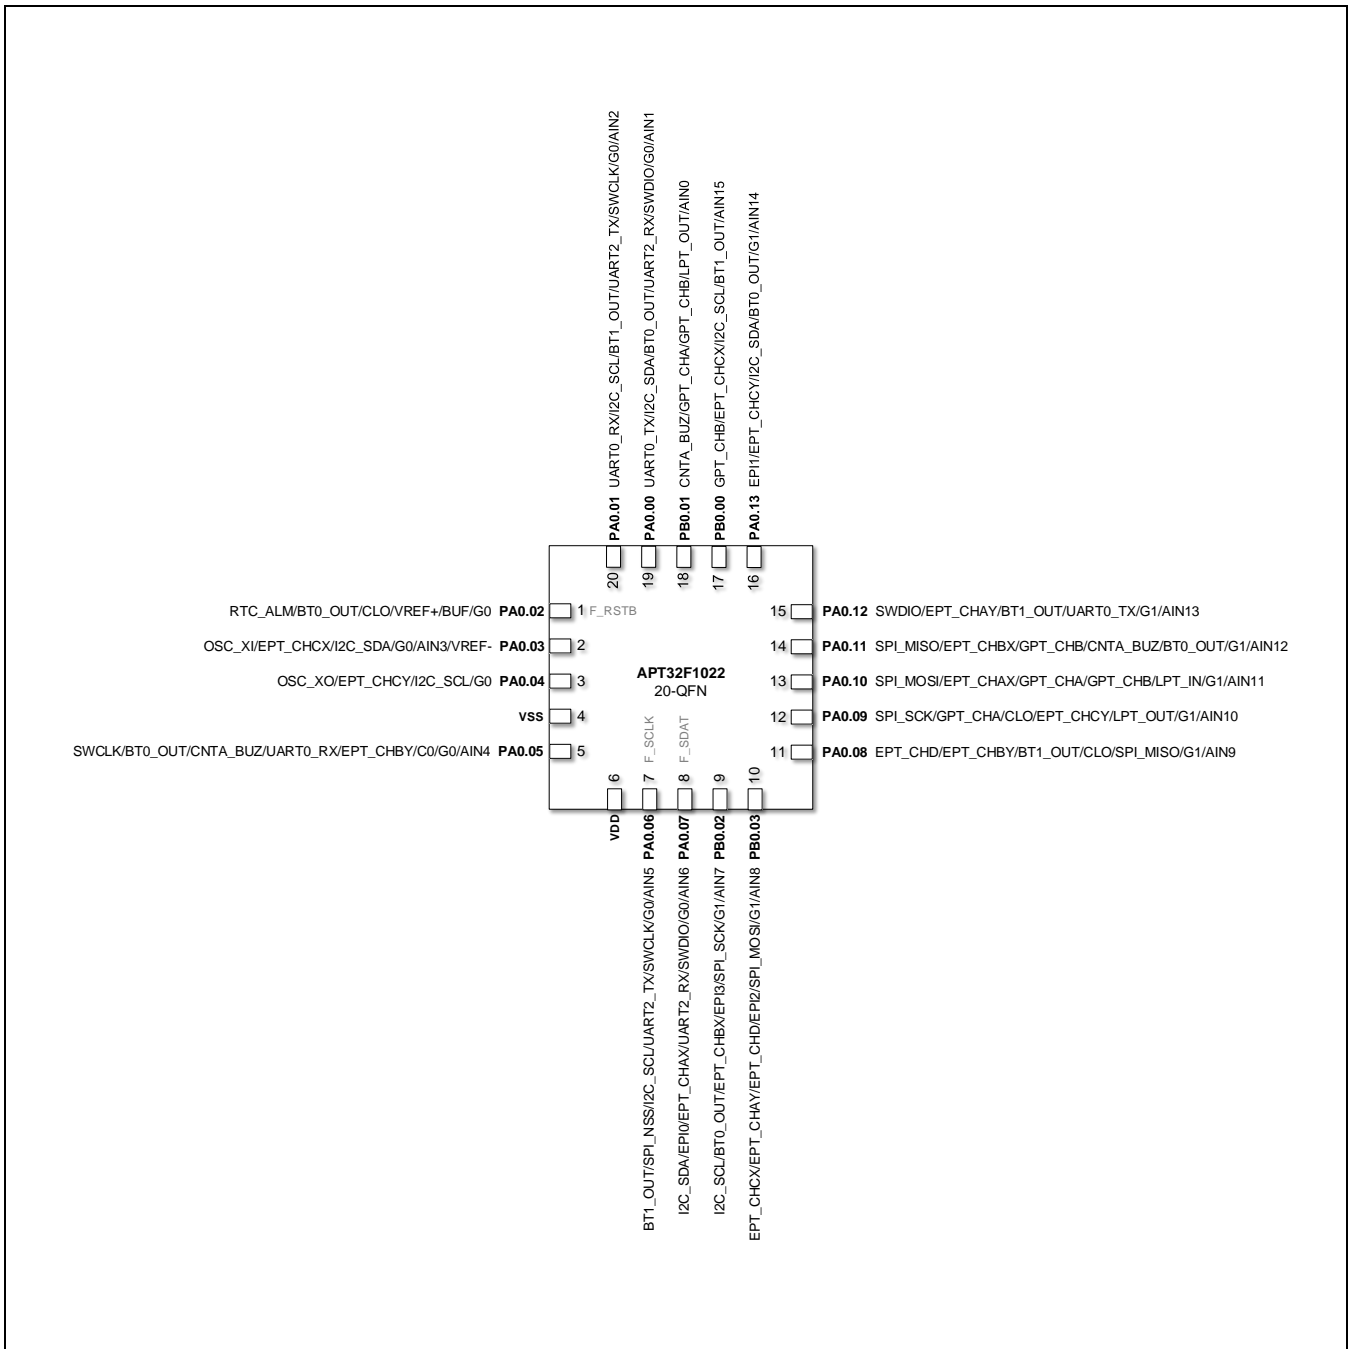 PA0.01 UART0_RX/I2C_SCL/BT1_OUT/UART2_TX/SWCLK/G0/AIN2
PA0.00 UART0_TX/I2C_SDA/BT0_OUT/UART2_RX/SWDIO/G0/AIN1
PB0.01 CNTA_BUZ/GPT_CHA/GPT_CHB/LPT_OUT/AIN0
PB0.00 GPT_CHB/EPT_CHCX/I2C_SCL/BT1_OUT/AIN15
PA0.13 EPI1/EPT_CHCY/I2C_SDA/BT0_OUT/G1/AIN14
20
19
18
17
16
RTC_ALM/BT0_OUT/CLO/VREF+/BUF/G0 PA0.02 1 F_RSTB
OSC_XI/EPT_CHCX/I2C_SDA/G0/AIN3/VREF- PA0.03 2
OSC_XO/EPT_CHCY/I2C_SCL/G0 PA0.04 3
VSS 4
SWCLK/BT0_OUT/CNTA_BUZ/UART0_RX/EPT_CHBY/C0/G0/AIN4 PA0.05 5
APT32F1022
20-QFN
15 PA0.12 SWDIO/EPT_CHAY/BT1_OUT/UART0_TX/G1/AIN13
14 PA0.11 SPI_MISO/EPT_CHBX/GPT_CHB/CNTA_BUZ/BT0_OUT/G1/AIN12
13 PA0.10 SPI_MOSI/EPT_CHAX/GPT_CHA/GPT_CHB/LPT_IN/G1/AIN11
12 PA0.09 SPI_SCK/GPT_CHA/CLO/EPT_CHCY/LPT_OUT/G1/AIN10
11 PA0.08 EPT_CHD/EPT_CHBY/BT1_OUT/CLO/SPI_MISO/G1/AIN9
6
7 F_SCLK
8 F_SDAT
9
10
VDD
BT1_OUT/SPI_NSS/I2C_SCL/UART2_TX/SWCLK/G0/AIN5 PA0.06
I2C_SDA/EPI0/EPT_CHAX/UART2_RX/SWDIO/G0/AIN6 PA0.07
I2C_SCL/BT0_OUT/EPT_CHBX/EPI3/SPI_SCK/G1/AIN7 PB0.02
EPT_CHCX/EPT_CHAY/EPT_CHD/EPI2/SPI_MOSI/G1/AIN8 PB0.03